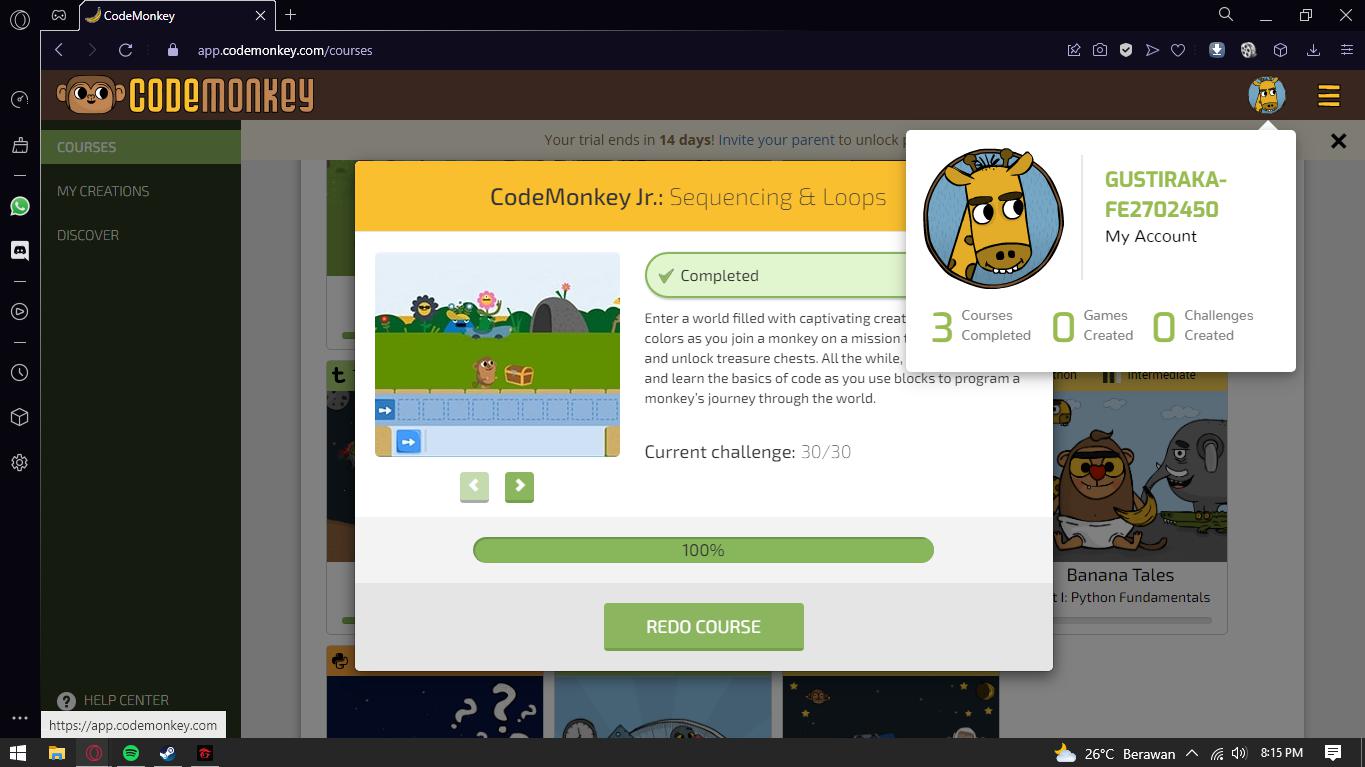 CodeMonkey
app.codemonkey.com/courses
CODEMONKEY
COURSES
MY CREATIONS
DISCOVER
Your trial ends in 14 days! Invite your parent to unlock
CodeMonkey Jr.: Sequencing & Loops
Completed
Enter a world filled with captivating
colors as you join a monkey on a mission
and unlock treasure chests. All the while,
and learn the basics of code as you use blocks to program a
monkey's journey through the world.
Current challenge: 30/30
100%
REDO COURSE
GUSTIRAKA-
FE2702450
My Account
3 Courses Completed
0 Games Created
0 Challenges Created
Intermediate
Banana Tales
t I: Python Fundamentals
HELP CENTER
https://app.codemonkey.com
26°C Berawan
8:15 PM